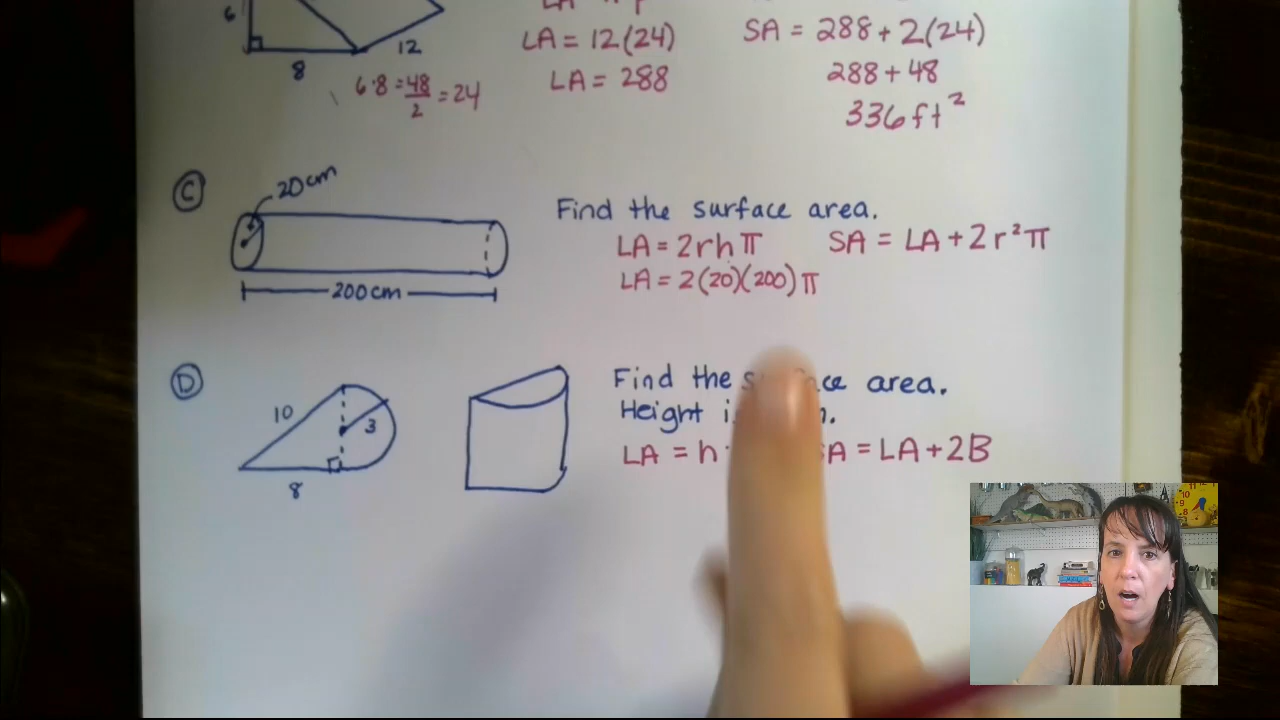 6
8
12
6·8 = 48/2 = 24
LA = 12(24)
LA = 288
SA = 288 + 2(24)
288 + 48
336 ft²
C
20cm
200cm
Find the surface area.
LA = 2rhπ
LA = 2(20)(200)π
SA = LA + 2r²π
D
10
3
8
Find the area.
Height
LA = h
A = LA + 2B